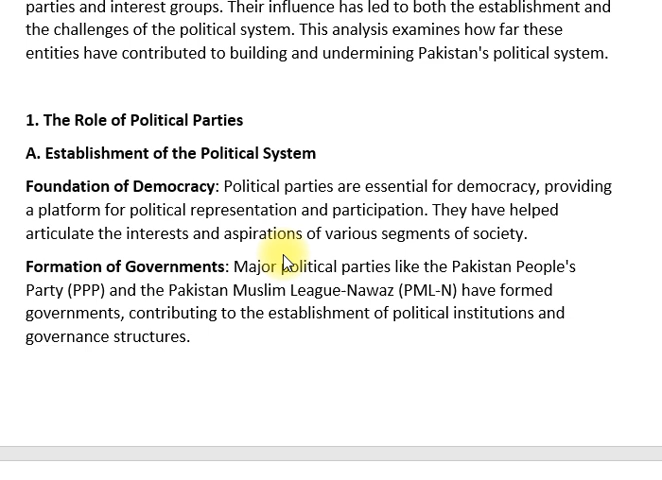 parties and interest groups. Their influence has led to both the establishment and
the challenges of the political system. This analysis examines how far these
entities have contributed to building and undermining Pakistan's political system.
1. The Role of Political Parties
A. Establishment of the Political System
Foundation of Democracy: Political parties are essential for democracy, providing
a platform for political representation and participation. They have helped
articulate the interests and aspirations of various segments of society.
Formation of Governments: Major political parties like the Pakistan People's
Party (PPP) and the Pakistan Muslim League-Nawaz (PML-N) have formed
governments, contributing to the establishment of political institutions and
governance structures.